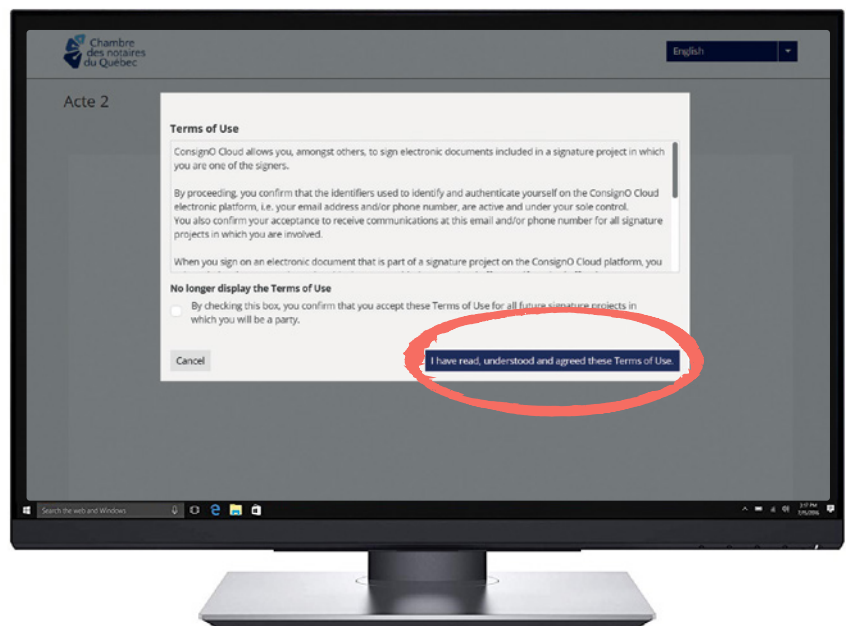 Chambre
des notaires
du Québec
English
Acte 2
Terms of Use
ConsignO Cloud allows you, amongst others, to sign electronic documents included in a signature project in which
you are one of the signers.
By proceeding, you confirm that the identifiers used to identify and authenticate yourself on the ConsignO Cloud
electronic platform, i.e. your email address and/or phone number, are active and under your sole control.
You also confirm your acceptance to receive communications at this email and/or phone number for all signature
projects in which you are involved.
When you sign on an electronic document that is part of a signature project on the ConsignO Cloud platform, you
No longer display the Terms of Use
By checking this box, you confirm that you accept these Terms of Use for all future signature projects in
which you will be a party.
Cancel
I have read, understood and agreed these Terms of Use.
Search the web and Windows